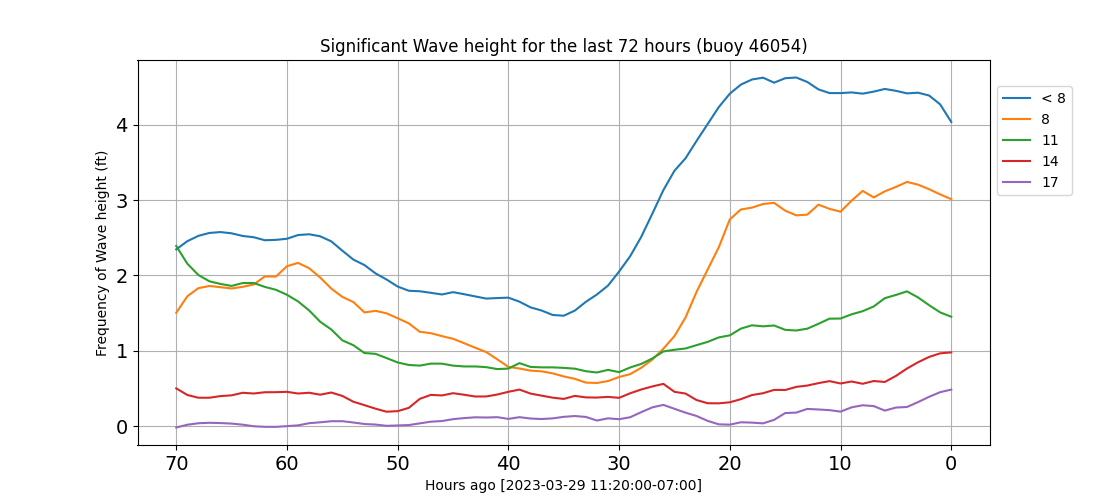 Significant Wave height for the last 72 hours (buoy 46054)
Frequency of Wave height (ft)
4
3
2
1
0
70 60 50 40 30 20 10 0
Hours ago [2023-03-29 11:20:00-07:00]
< 8
8
11
14
17